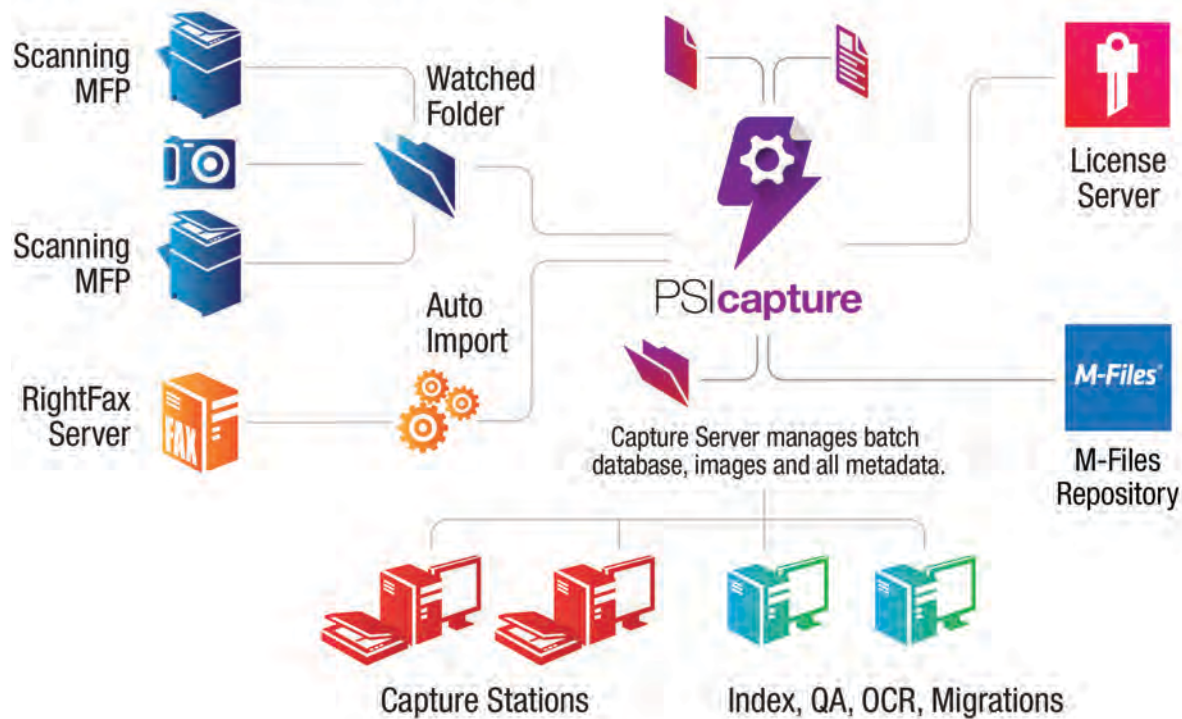 Scanning
MFP
Watched
Folder
Scanning
MFP
Auto
Import
RightFax
Server
FAX
PSIcapture
License
Server
M-Files®
M-Files
Repository
Capture Server manages batch
database, images and all metadata.
Capture Stations
Index, QA, OCR, Migrations